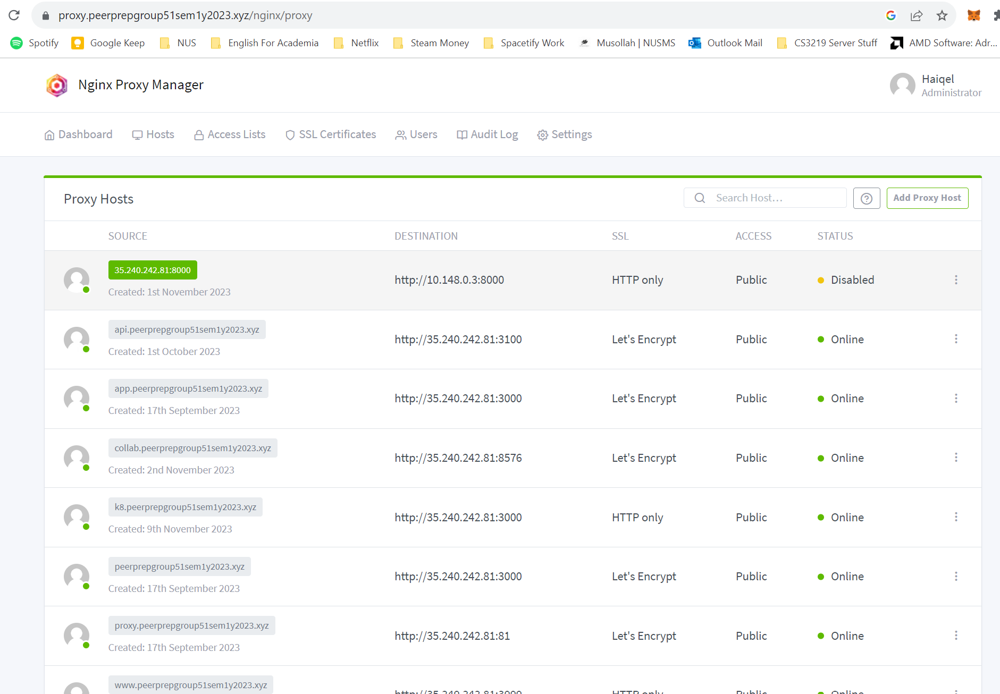 proxy.peerprepgroup51sem1y2023.xyz/nginx/proxy
Spotify Google Keep NUS English For Academia Netflix Steam Money Spacetify Work Musollah | NUSMS Outlook Mail CS3219 Server Stuff AMD Software: Adr...
Nginx Proxy Manager
Haiqel
Administrator
Dashboard Hosts Access Lists SSL Certificates Users Audit Log Settings
Proxy Hosts Search Host... Add Proxy Host
SOURCE DESTINATION SSL ACCESS STATUS
35.240.242.81:8000
http://10.148.0.3:8000 HTTP only Public Disabled
Created: 1st November 2023
api.peerprepgroup51sem1y2023.xyz
http://35.240.242.81:3100 Let's Encrypt Public Online
Created: 1st October 2023
app.peerprepgroup51sem1y2023.xyz
http://35.240.242.81:3000 Let's Encrypt Public Online
Created: 17th September 2023
collab.peerprepgroup51sem1y2023.xyz
http://35.240.242.81:8576 Let's Encrypt Public Online
Created: 2nd November 2023
k8.peerprepgroup51sem1y2023.xyz
http://35.240.242.81:3000 HTTP only Public Online
Created: 9th November 2023
peerprepgroup51sem1y2023.xyz
http://35.240.242.81:3000 Let's Encrypt Public Online
Created: 17th September 2023
proxy.peerprepgroup51sem1y2023.xyz
http://35.240.242.81:81 Let's Encrypt Public Online
Created: 17th September 2023
www.peerprepgroup51sem1y2023.xyz
HTTP only Public Online